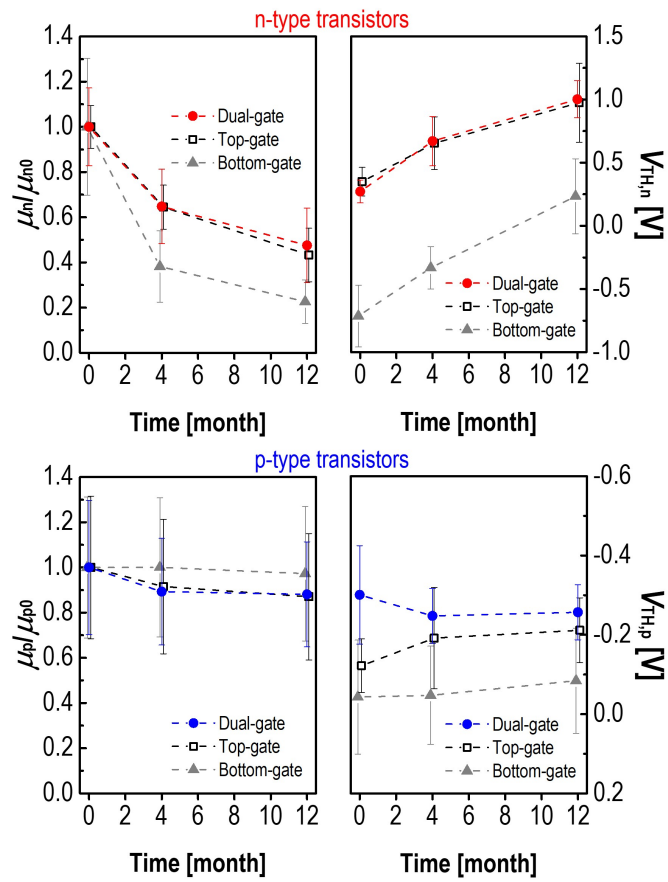 n-type transistors
1.4
1.2
1.0
0.8
0.6
0.4
0.2
0.0
μn/μn0
Dual-gate
Top-gate
Bottom-gate
0 2 4 6 8 10 12
Time [month]
1.5
1.0
0.5
0.0
-0.5
-1.0
VTH,n [V]
Dual-gate
Top-gate
Bottom-gate
0 2 4 6 8 10 12
Time [month]
p-type transistors
1.4
1.2
1.0
0.8
0.6
0.4
0.2
0.0
μp/μp0
Dual-gate
Top-gate
Bottom-gate
0 2 4 6 8 10 12
Time [month]
-0.6
-0.4
-0.2
0.0
0.2
VTH,p [V]
Dual-gate
Top-gate
Bottom-gate
0 2 4 6 8 10 12
Time [month]